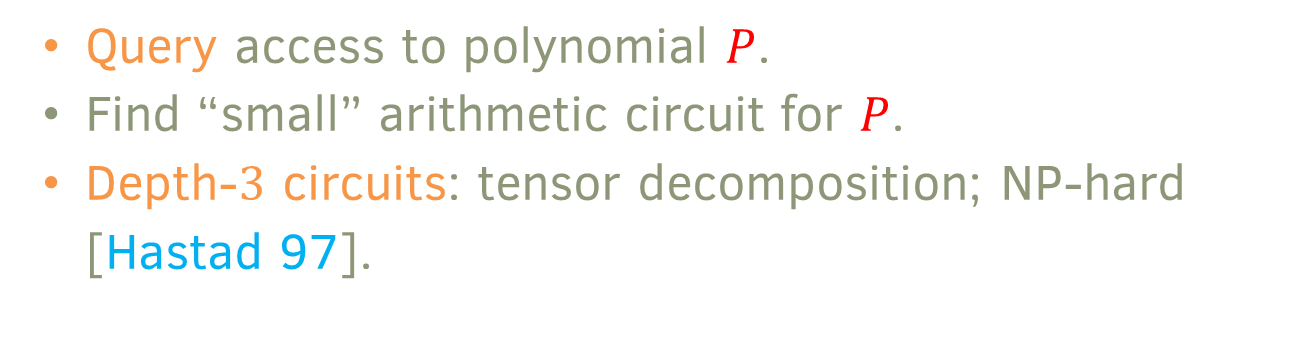 • Query access to polynomial P.
• Find “small” arithmetic circuit for P.
• Depth-3 circuits: tensor decomposition; NP-hard
[Hastad 97].